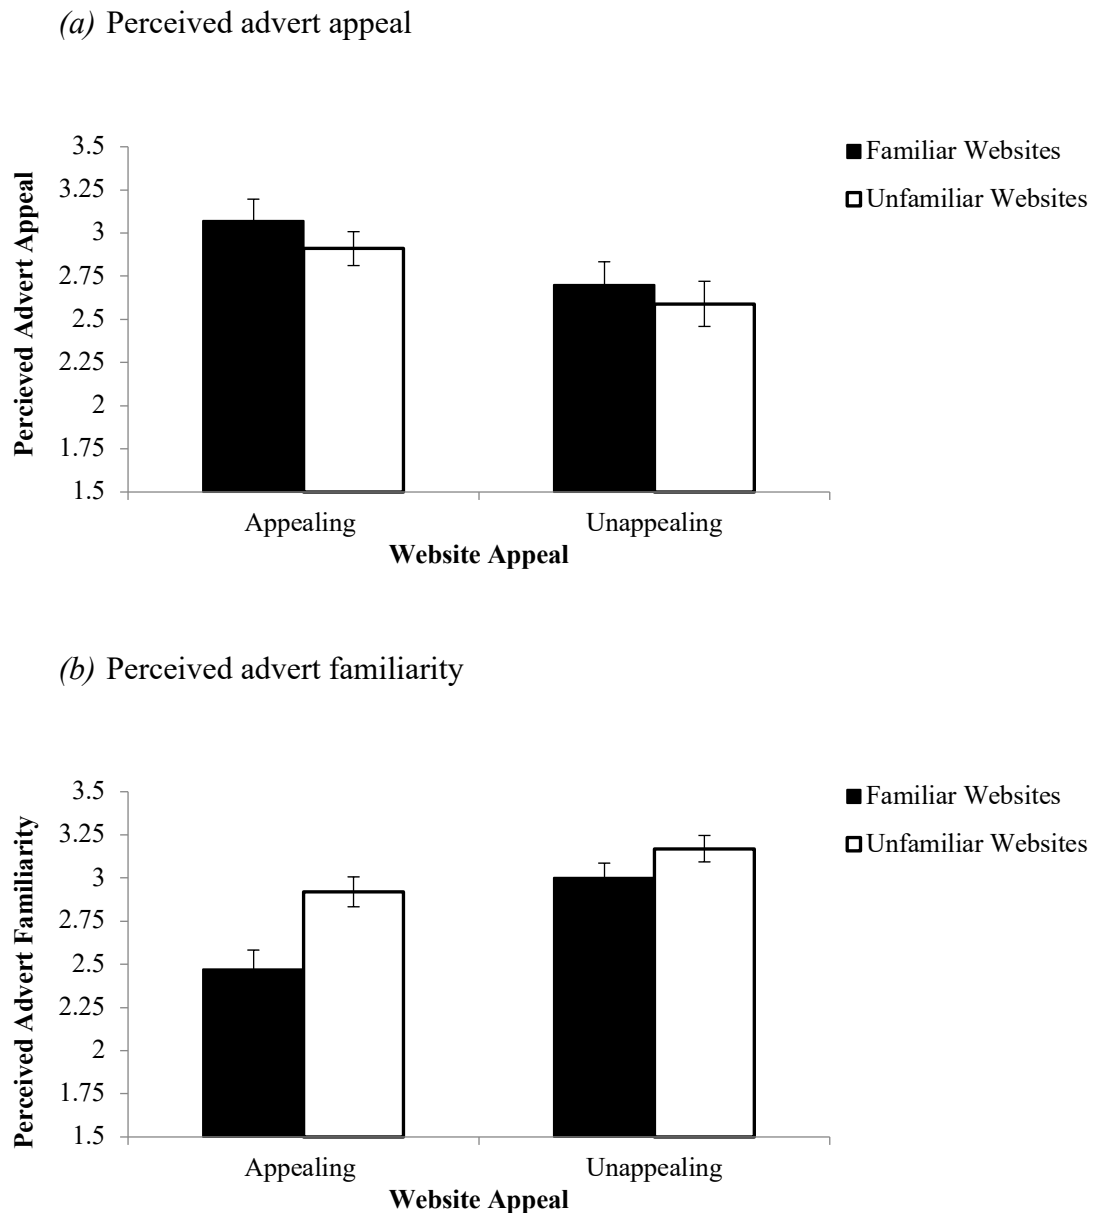 (a) Perceived advert appeal
3.5
3.25
3
2.75
2.5
2.25
2
1.75
1.5
Percieved Advert Appeal
Appealing
Unappealing
Website Appeal
Familiar Websites
Unfamiliar Websites
(b) Perceived advert familiarity
3.5
3.25
3
2.75
2.5
2.25
2
1.75
1.5
Perceived Advert Familiarity
Appealing
Unappealing
Website Appeal
Familiar Websites
Unfamiliar Websites